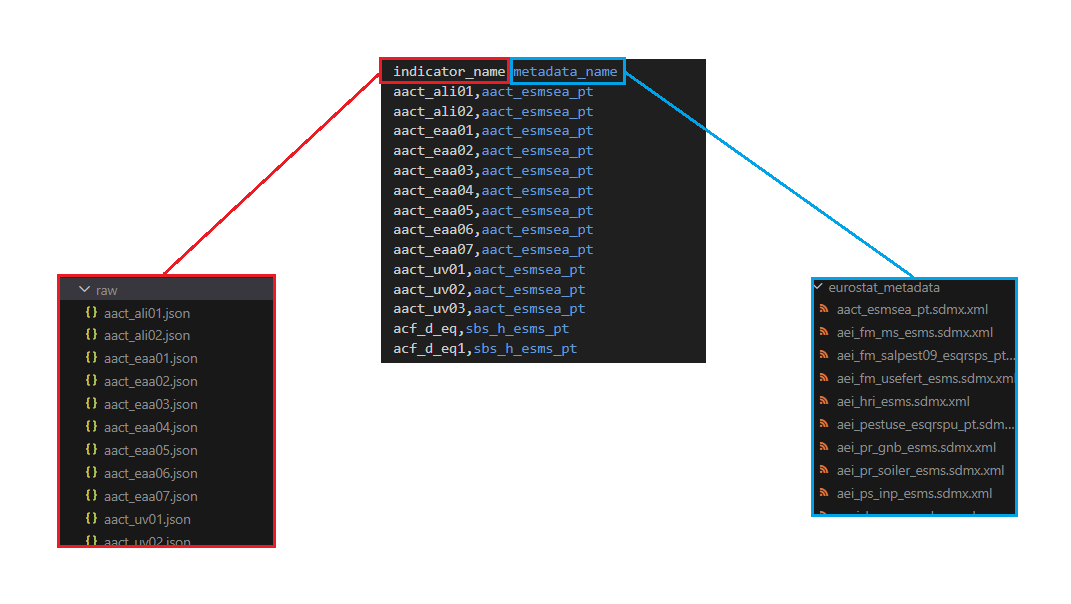 indicator_name metadata_name
aact_ali01,aact_esmsea_pt
aact_ali02,aact_esmsea_pt
aact_eaa01,aact_esmsea_pt
aact_eaa02,aact_esmsea_pt
aact_eaa03,aact_esmsea_pt
aact_eaa04,aact_esmsea_pt
aact_eaa05,aact_esmsea_pt
aact_eaa06,aact_esmsea_pt
aact_eaa07,aact_esmsea_pt
aact_uv01,aact_esmsea_pt
aact_uv02,aact_esmsea_pt
aact_uv03,aact_esmsea_pt
acf_d_eq,sbs_h_esms_pt
acf_d_eq1,sbs_h_esms_pt
raw
{} aact_ali01.json
{} aact_ali02.json
{} aact_eaa01.json
{} aact_eaa02.json
{} aact_eaa03.json
{} aact_eaa04.json
{} aact_eaa05.json
{} aact_eaa06.json
{} aact_eaa07.json
{} aact_uv01.json
{} aact_uv02.json
eurostat_metadata
aact_esmsea_pt.sdmx.xml
aei_fm_ms_esms.sdmx.xml
aei_fm_salpest09_esqrsps_pt...
aei_fm_usefert_esms.sdmx.xml
aei_hri_esms.sdmx.xml
aei_pestuse_esqrspu_pt.sdm...
aei_pr_gnb_esms.sdmx.xml
aei_pr_soiler_esms.sdmx.xml
aei_ps_inp_esms.sdmx.xml